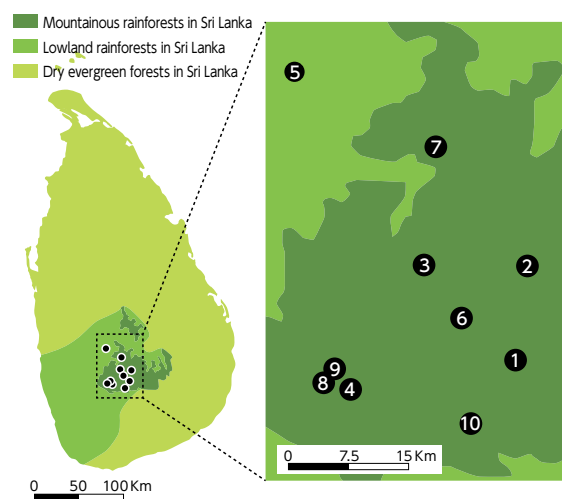 Mountainous rainforests in Sri Lanka
Lowland rainforests in Sri Lanka
Dry evergreen forests in Sri Lanka
5
7
3
2
6
1
9
8
4
10
0 7.5 15 Km
0 50 100 Km